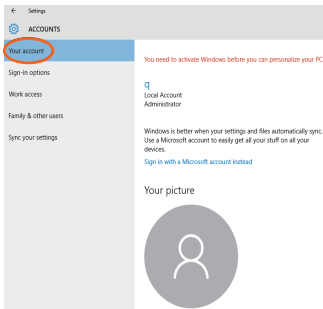 Settings
ACCOUNTS
Your account
Sign-in options
Work access
Family & other users
Sync your settings
You need to activate Windows before you can personalize your PC
q
Local Account
Administrator
Windows is better when your settings and files automatically sync.
Use a Microsoft account to easily get all your stuff on all your
devices.
Sign in with a Microsoft account instead
Your picture